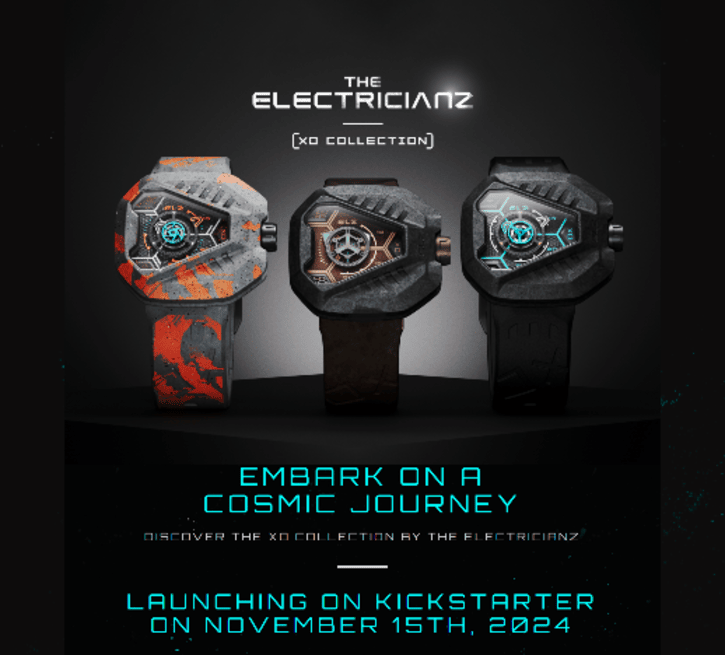 THE
ELECTRICIANZ
[XO COLLECTION]
EMBARK ON A
COSMIC JOURNEY
DISCOVER THE XO COLLECTION BY THE ELECTRICIANZ
LAUNCHING ON KICKSTARTER
ON NOVEMBER 15TH, 2024